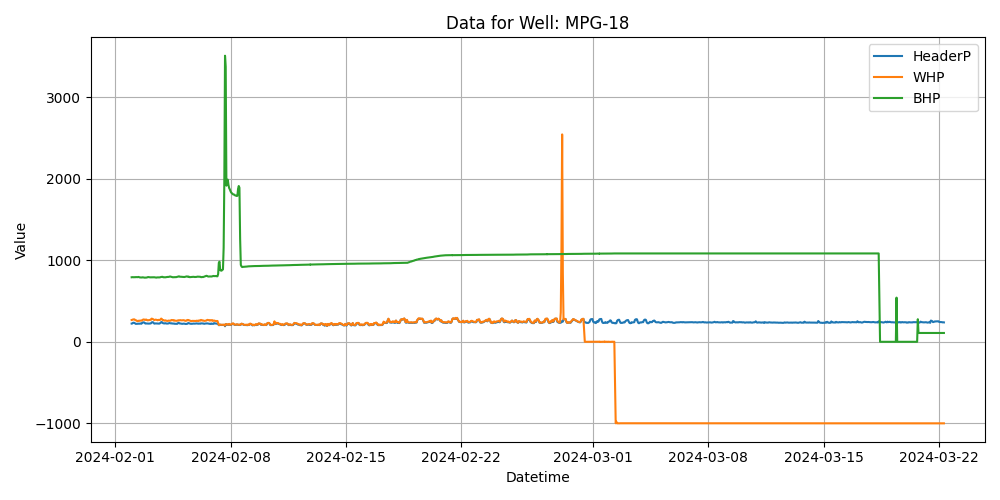 Data for Well: MPG-18
HeaderP
WHP
BHP
3000
2000
1000
0
−1000
Value
2024-02-01
2024-02-08
2024-02-15
2024-02-22
2024-03-01
2024-03-08
2024-03-15
2024-03-22
Datetime